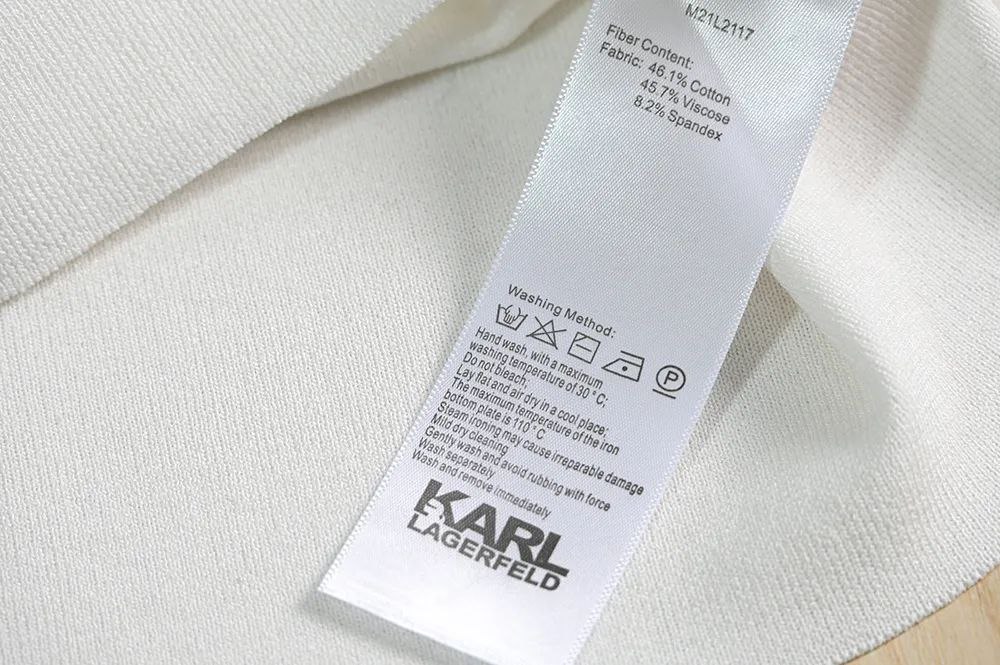 M21L2117
Fiber Content:
Fabric: 46.1% Cotton
45.7% Viscose
8.2% Spandex
Washing Method:
P
Hand wash, with a maximum
washing temperature of 30°C;
Do not bleach;
Lay flat and air dry in a cool place;
The maximum temperature of the iron
bottom plate is 110°C
Steam ironing may cause irreparable damage
Mild dry cleaning
Gently wash and avoid rubbing with force
Wash separately
Wash and remove immediately
KARL
LAGERFELD